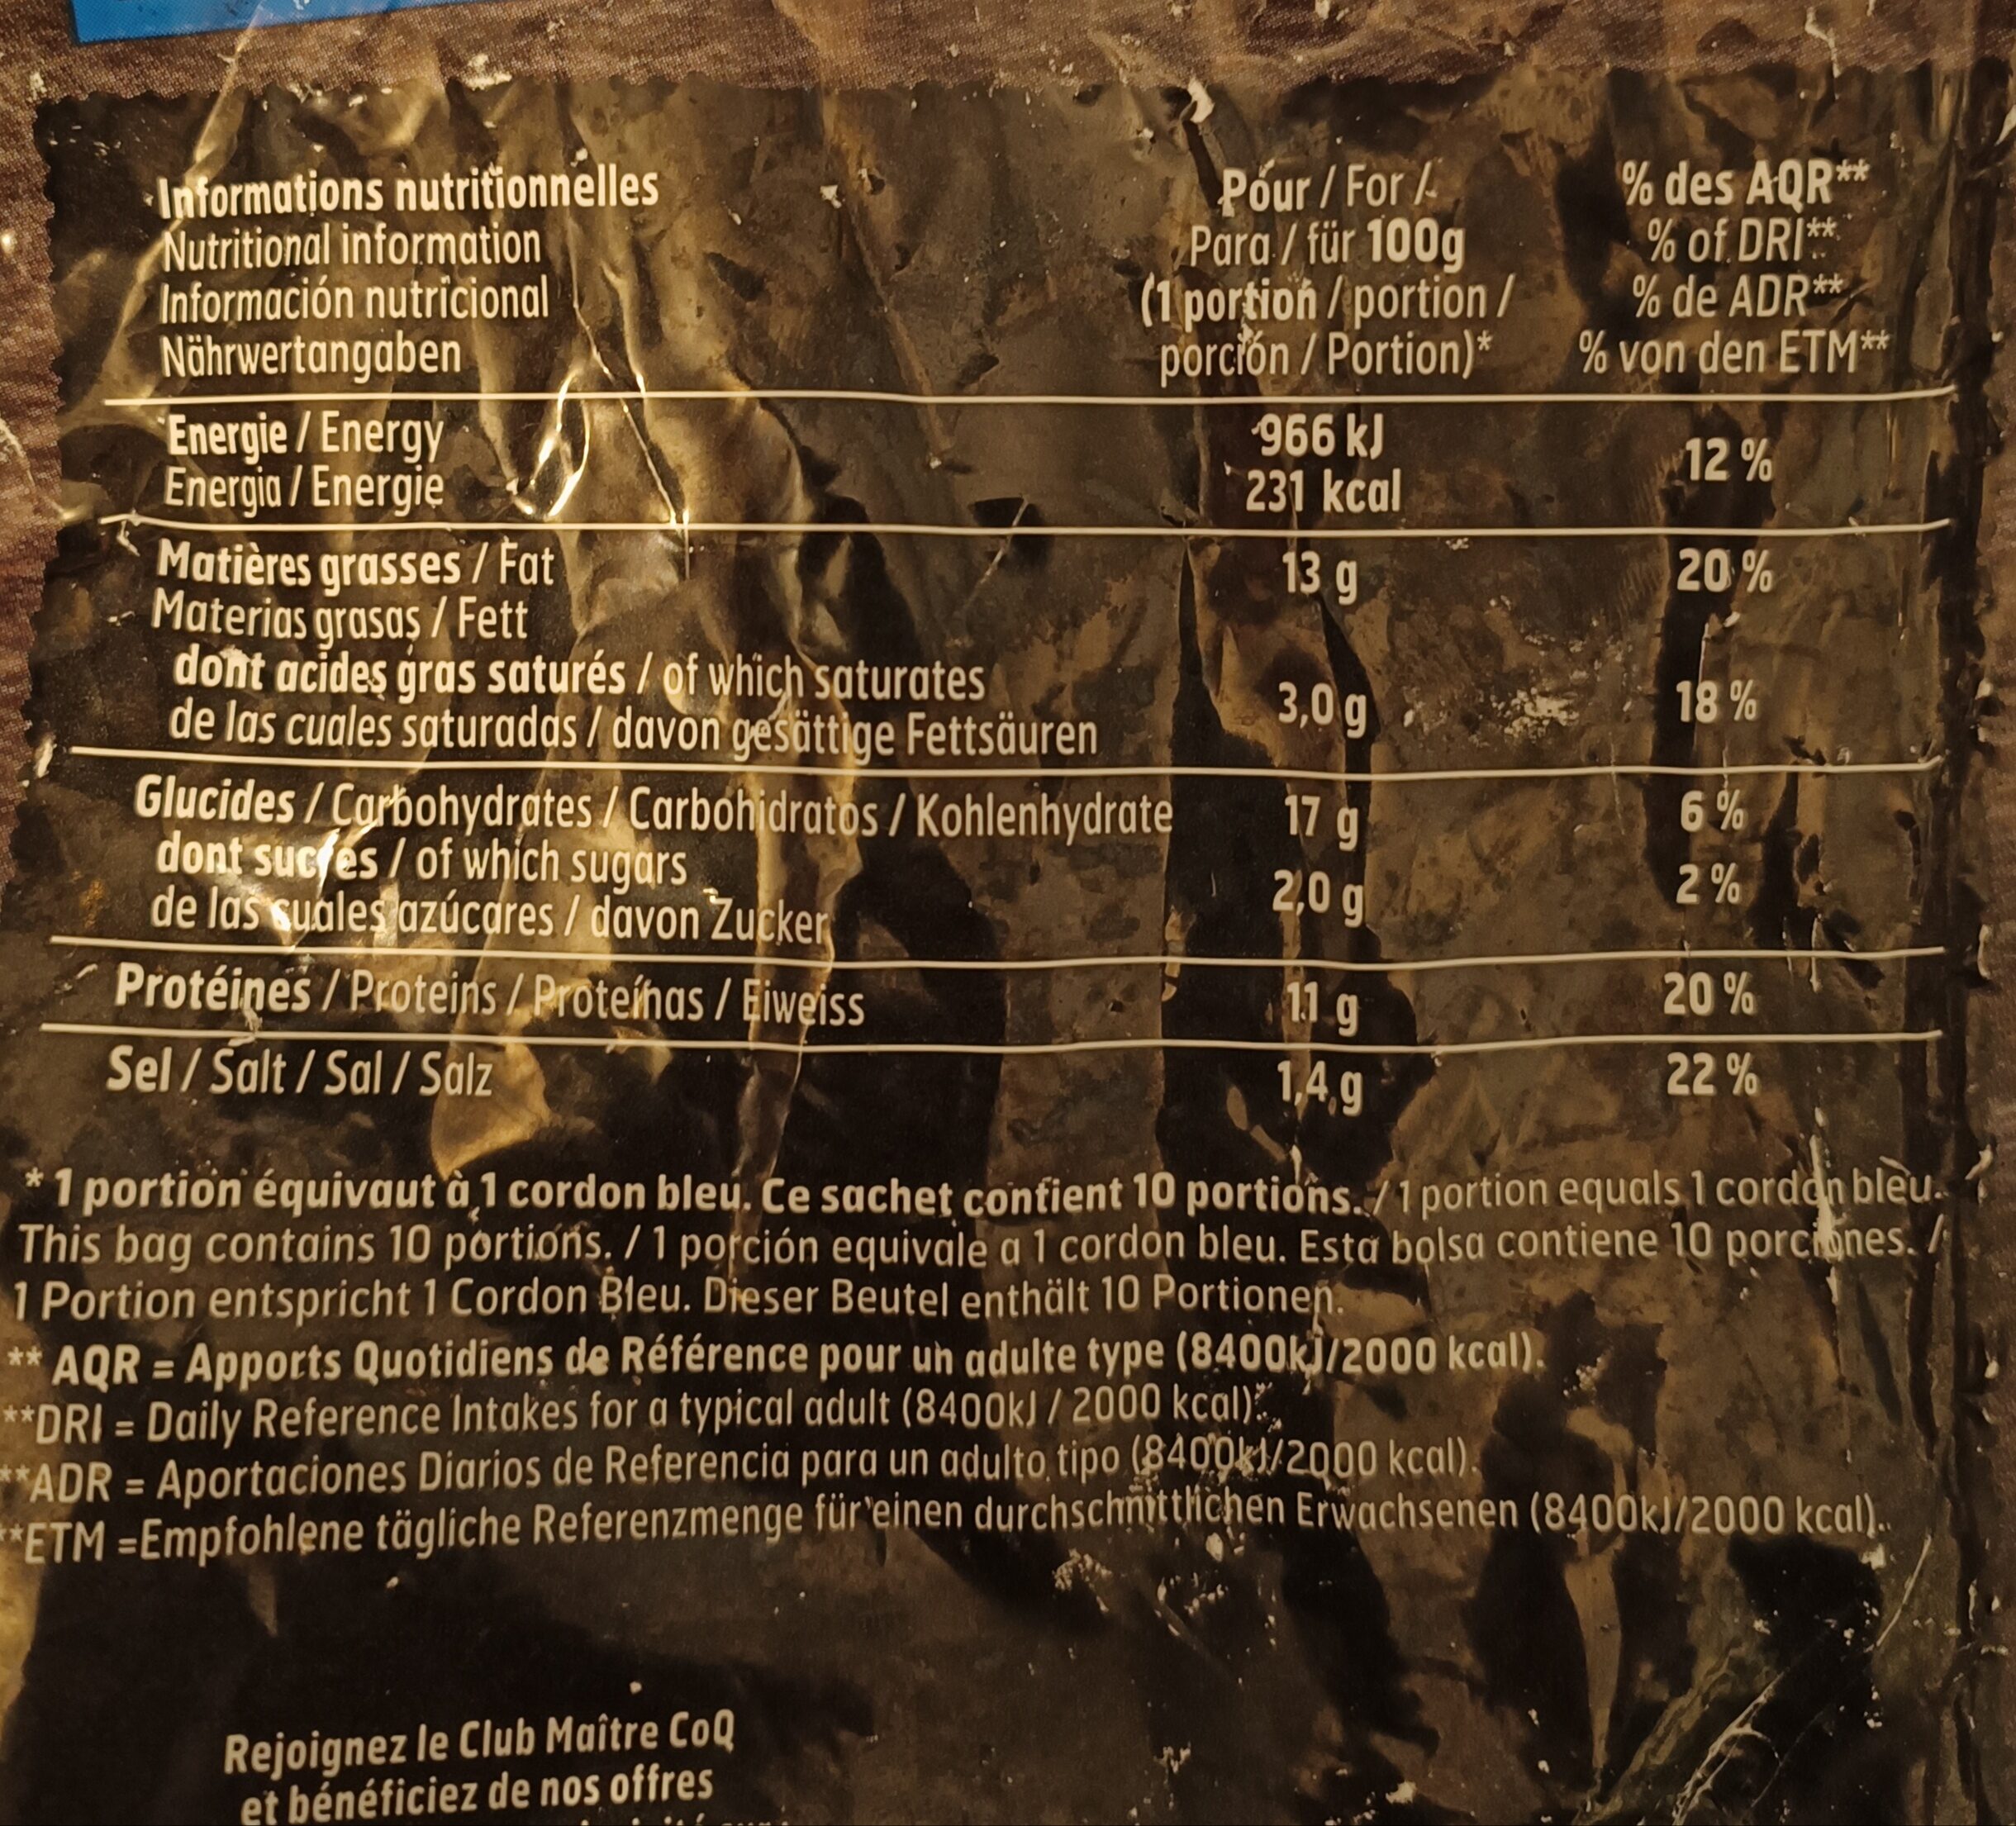 Informations nutritionnelles
Nutritional information
Información nutricional
Nährwertangaben
Pour / For /
Para / für 100g
(1 portion / portion /
porción / Portion)*
% des AQR**
% of DRI**
% de ADR**
% von den ETM**
Energie / Energy
Energia / Energie
966 kJ
231 kcal
12 %
Matières grasses / Fat
Materias grasas / Fett
13 g
20 %
dont acides gras saturés / of which saturates
de las cuales saturadas / davon gesättige Fettsäuren
3,0 g
18 %
Glucides / Carbohydrates / Carbohidratos / Kohlenhydrate
17 g
6 %
dont sucres / of which sugars
de las cuales azúcares / davon Zucker
2,0 g
2 %
Protéines / Proteins / Proteínas / Eiweiss
11 g
20 %
Sel / Salt / Sal / Salz
1,4 g
22 %
* 1 portion équivaut à 1 cordon bleu. Ce sachet contient 10 portions. / 1 portion equals 1 cordon bleu.
This bag contains 10 portions. / 1 porción equivale a 1 cordon bleu. Esta bolsa contiene 10 porciones. /
1 Portion entspricht 1 Cordon Bleu. Dieser Beutel enthält 10 Portionen.
** AQR = Apports Quotidiens de Référence pour un adulte type (8400kJ/2000 kcal).
**DRI = Daily Reference Intakes for a typical adult (8400kJ / 2000 kcal).
**ADR = Aportaciones Diarios de Referencia para un adulto tipo (8400kJ/2000 kcal).
**ETM =Empfohlene tägliche Referenzmenge für einen durchschnittlichen Erwachsenen (8400kJ/2000 kcal).
Rejoignez le Club Maître CoQ
et bénéficiez de nos offres